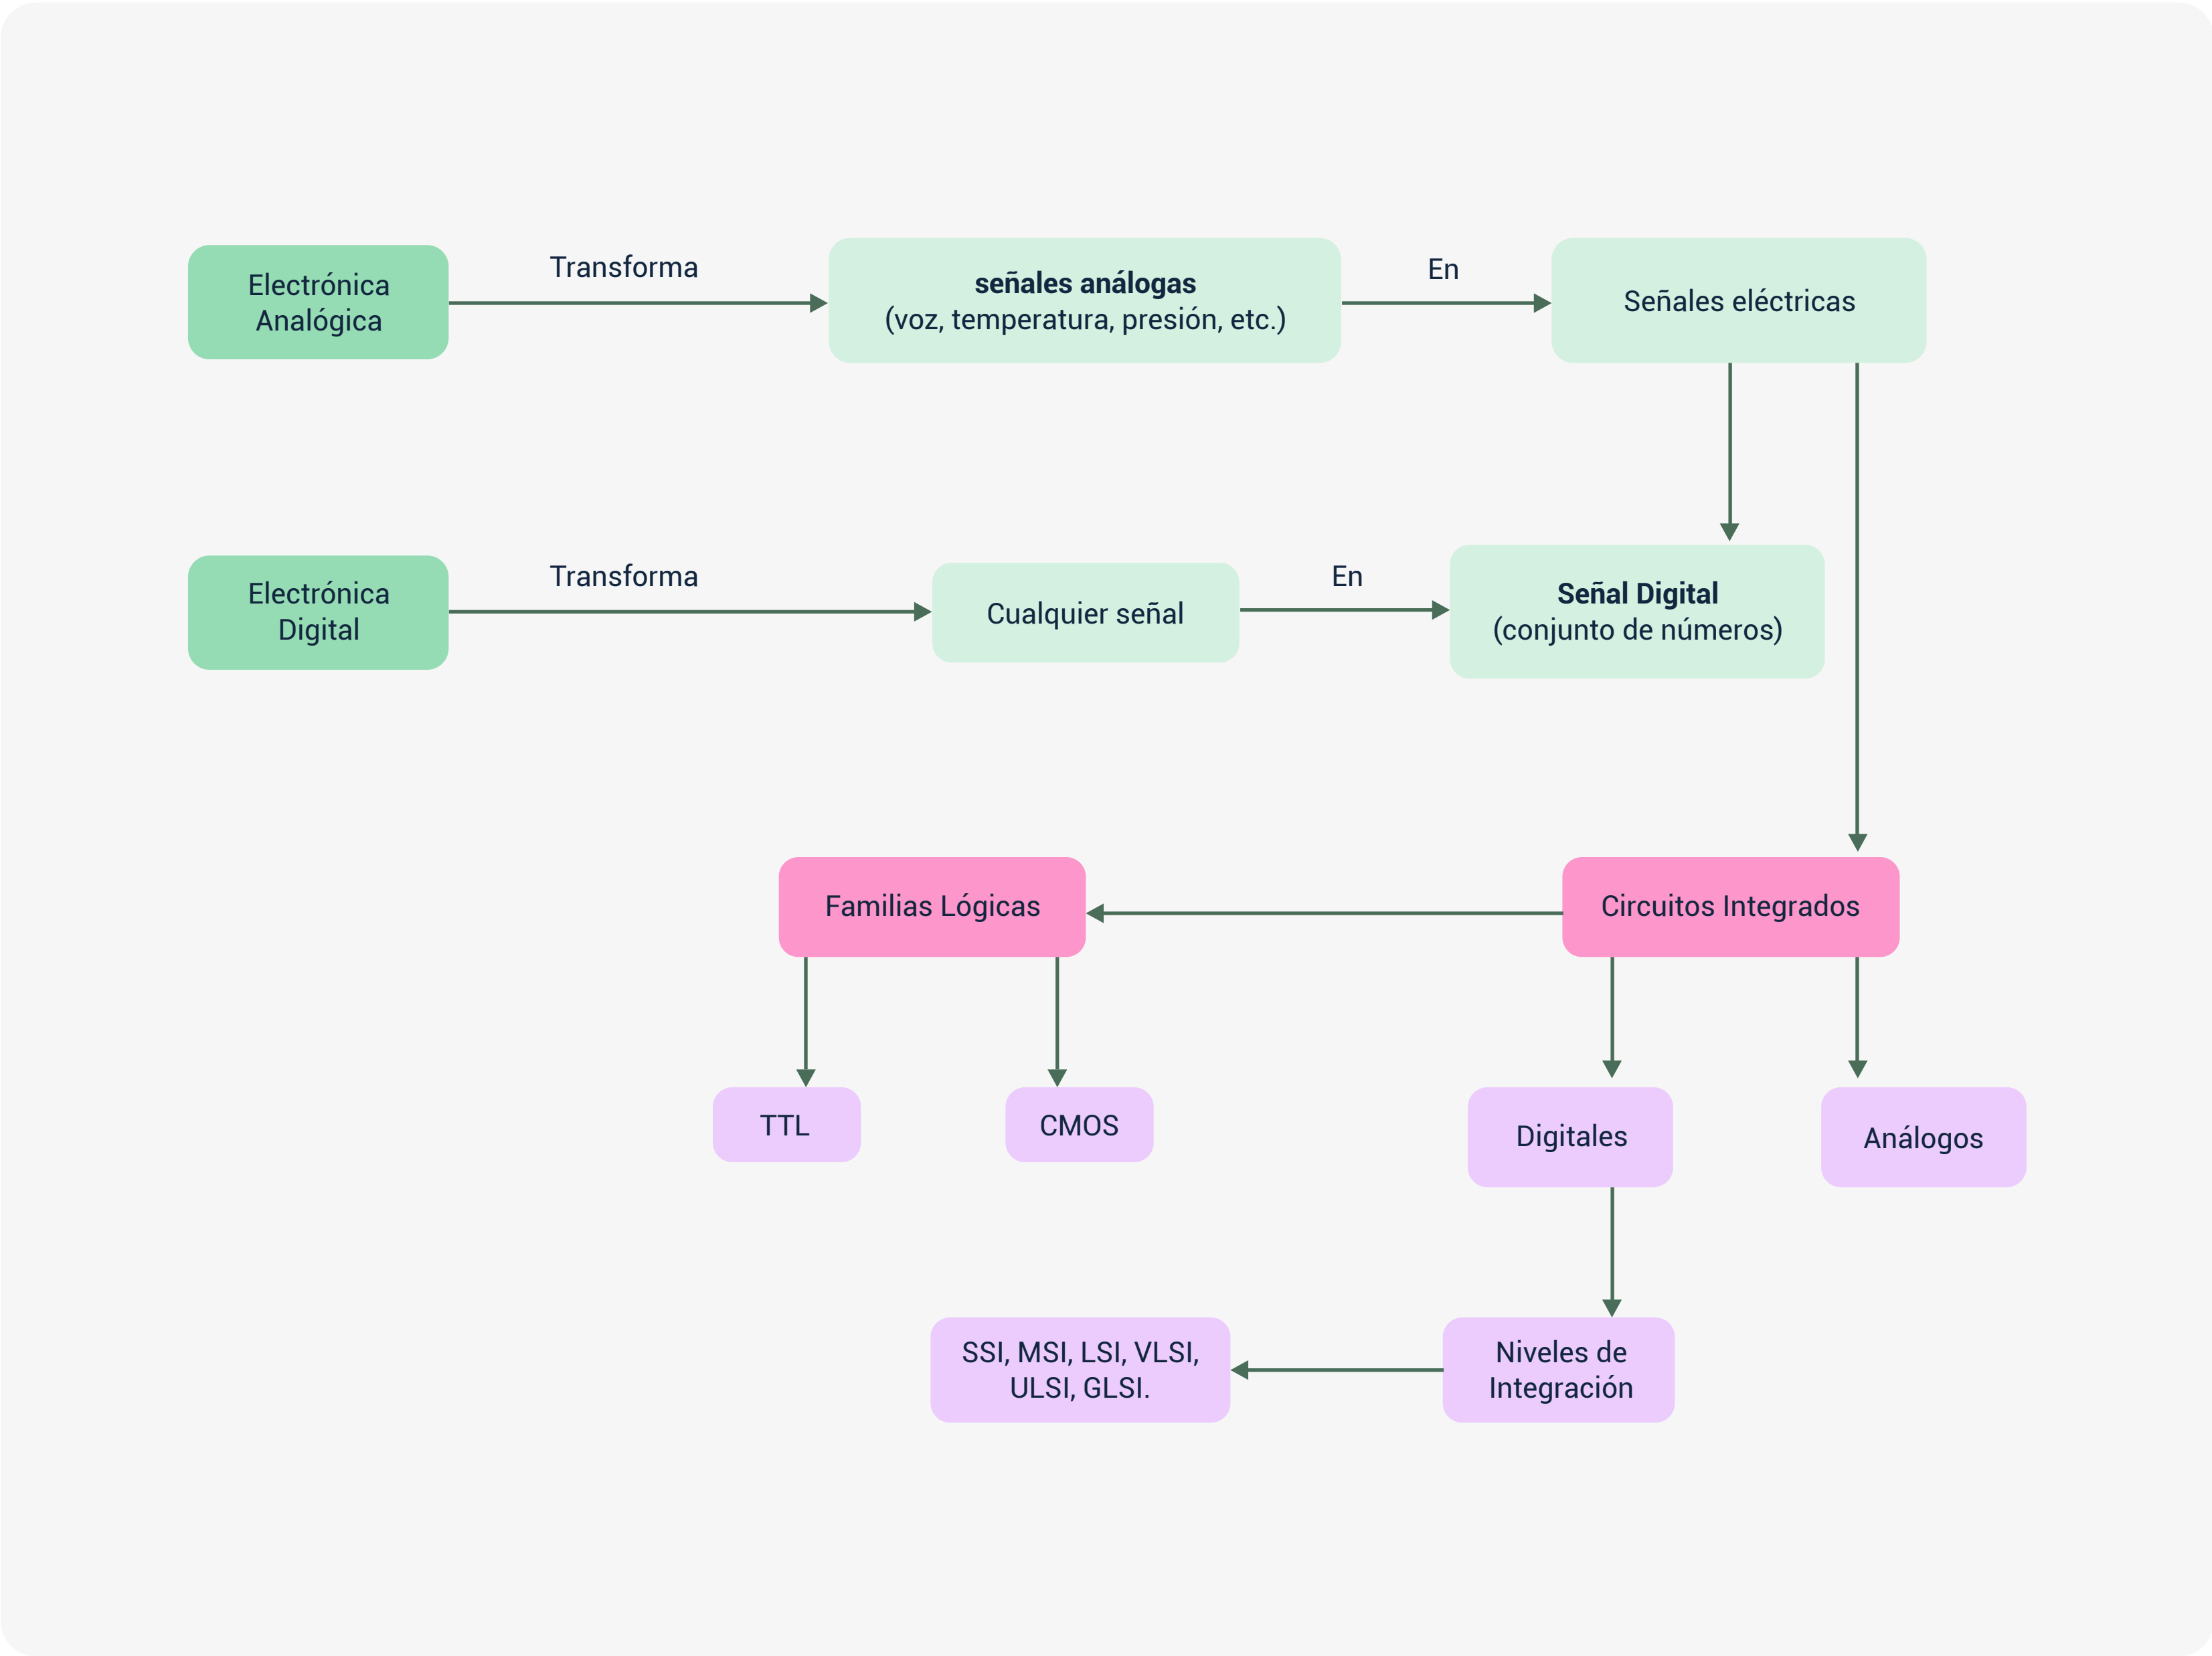 Electrónica
Analógica
Transforma
señales análogas
(voz, temperatura, presión, etc.)
En
Señales eléctricas
Electrónica
Digital
Transforma
Cualquier señal
En
Señal Digital
(conjunto de números)
Familias Lógicas
Circuitos Integrados
TTL
CMOS
Digitales
Análogos
SSI, MSI, LSI, VLSI,
ULSI, GLSI.
Niveles de
Integración